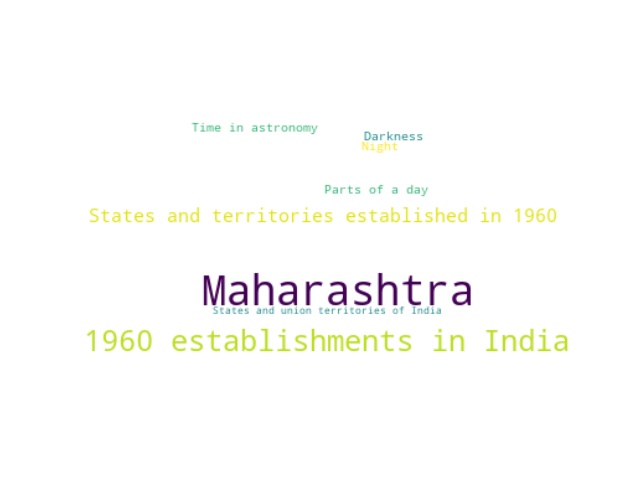 Time in astronomy
Darkness
Night
Parts of a day
States and territories established in 1960
Maharashtra
States and union territories of India
1960 establishments in India